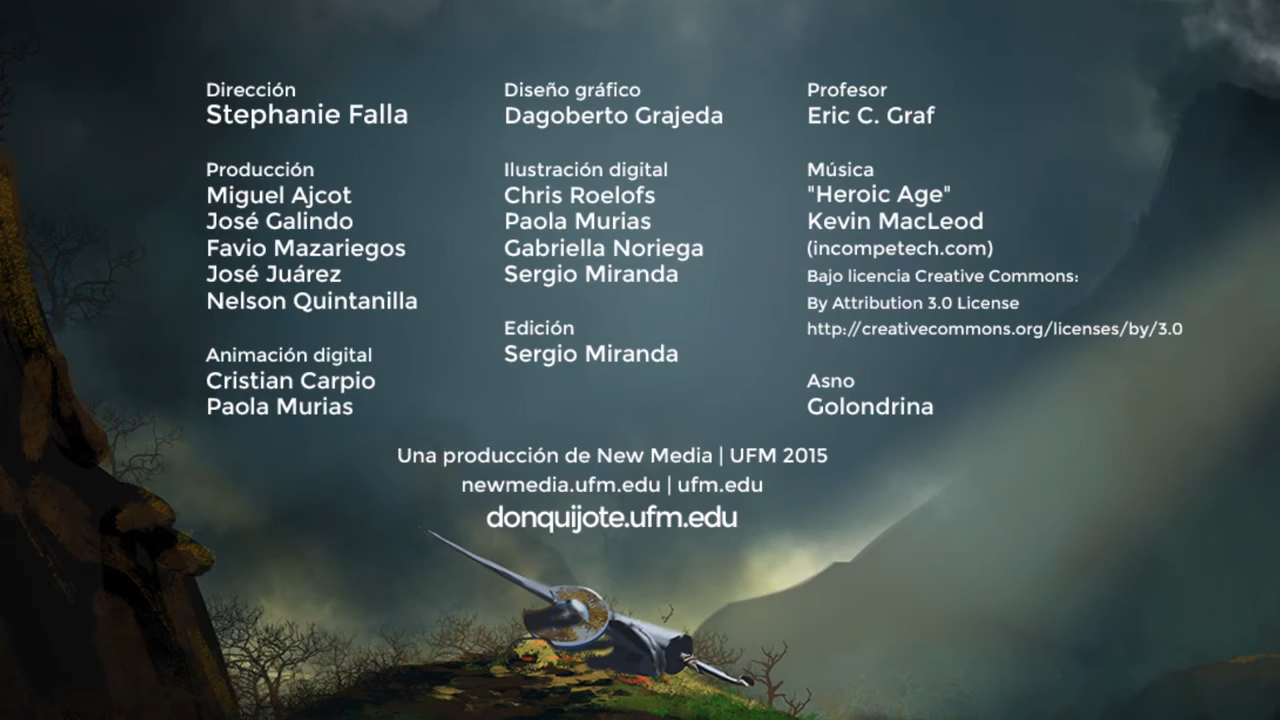 Dirección
Stephanie Falla
Producción
Miguel Ajcot
José Galindo
Favio Mazariegos
José Juárez
Nelson Quintanilla
Animación digital
Cristian Carpio
Paola Murias
Diseño gráfico
Dagoberto Grajeda
Ilustración digital
Chris Roelofs
Paola Murias
Gabriella Noriega
Sergio Miranda
Edición
Sergio Miranda
Profesor
Eric C. Graf
Música
"Heroic Age"
Kevin MacLeod
(incompetech.com)
Bajo licencia Creative Commons:
By Attribution 3.0 License
http://creativecommons.org/licenses/by/3.0
Asno
Golondrina
Una producción de New Media | UFM 2015
newmedia.ufm.edu | ufm.edu
donquijote.ufm.edu